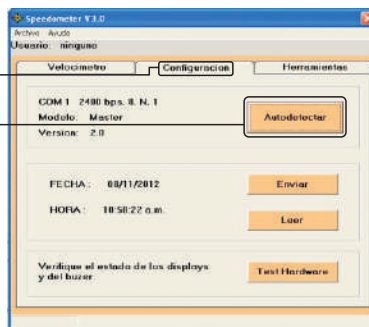 Speedometer V.3.0
Archivo Ayuda
Usuario: ninguno
Velocimetro Configuracion Herramientas
COM 1 2400 bps. 8. N. 1
Modelo: Master
Version: 2.0
Autodetectar
FECHA: 08/11/2012
Enviar
HORA: 10:50:22 a.m.
Leer
Verifique el estado de los displays
y del buzer.
Test Hardware